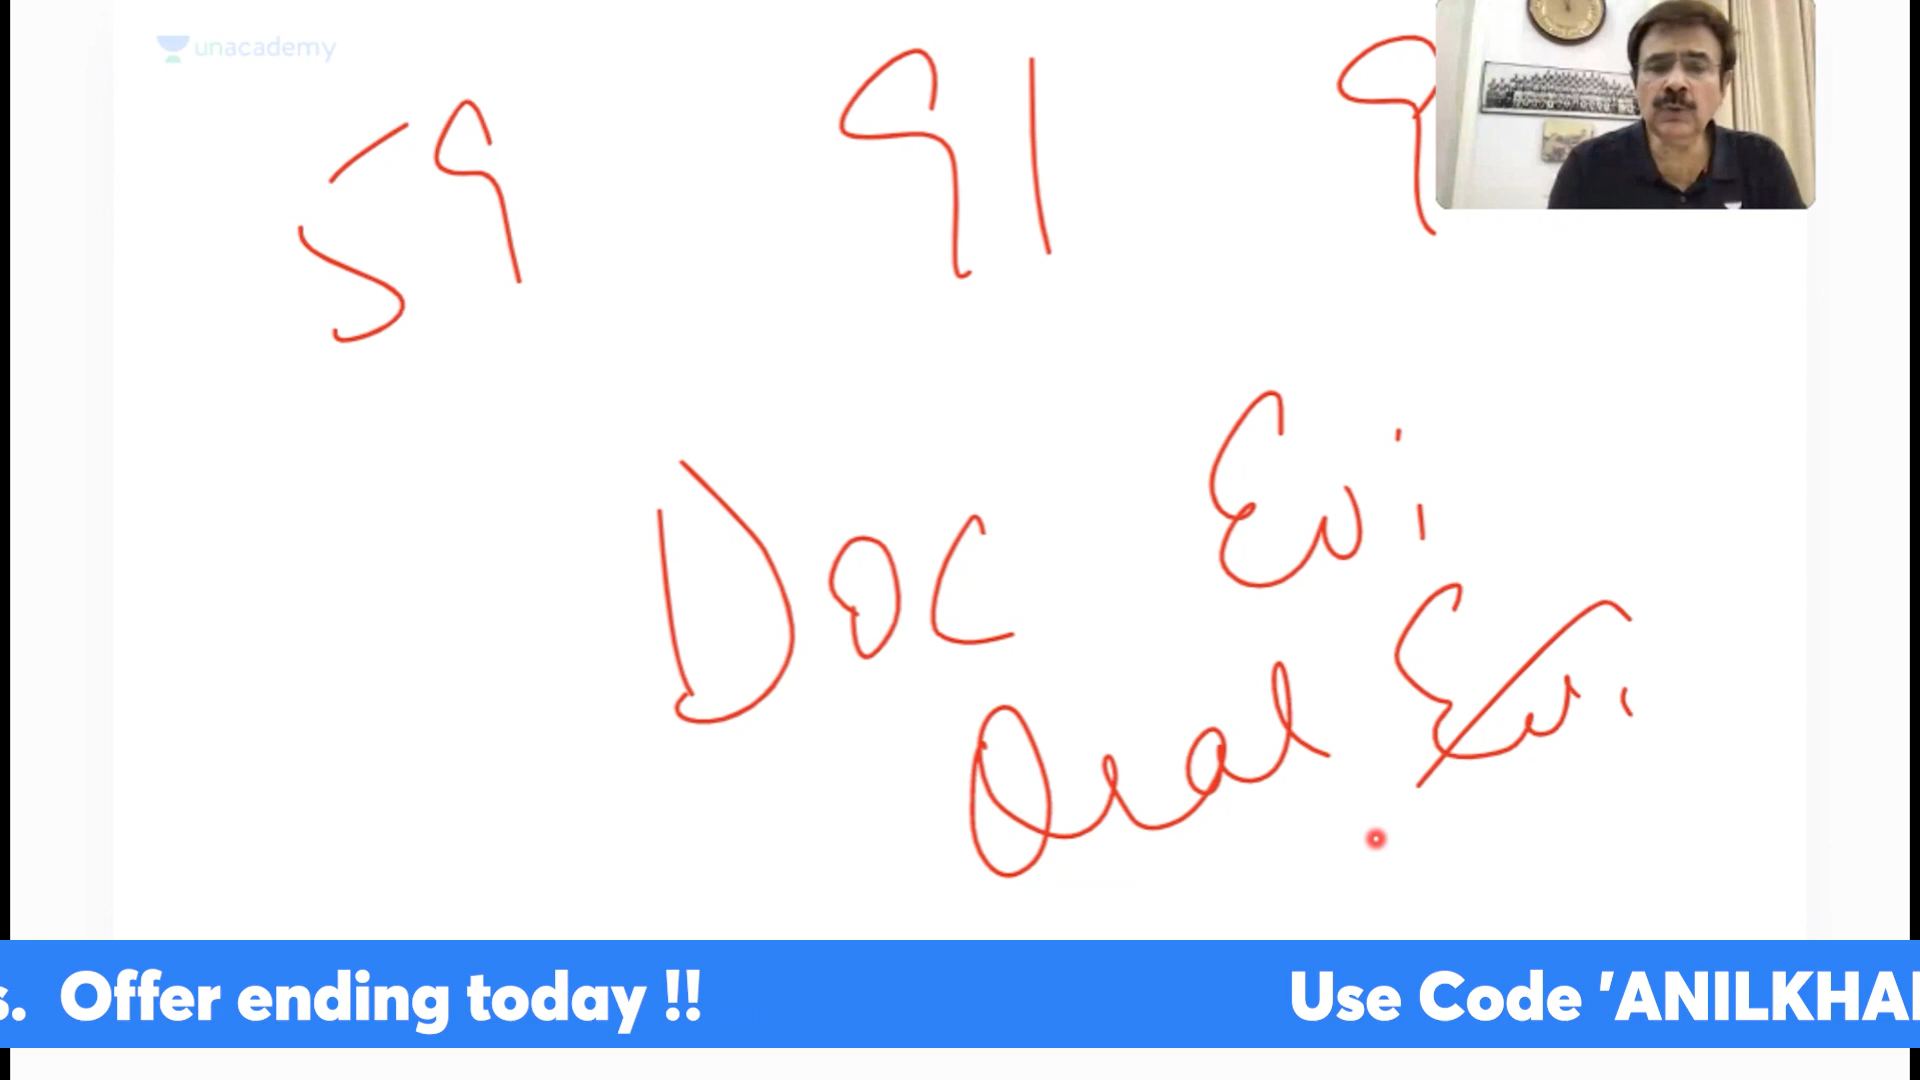 unacademy
59 91 9
Doc Evi
Oral Evi
s. Offer ending today !! Use Code 'ANILKHA